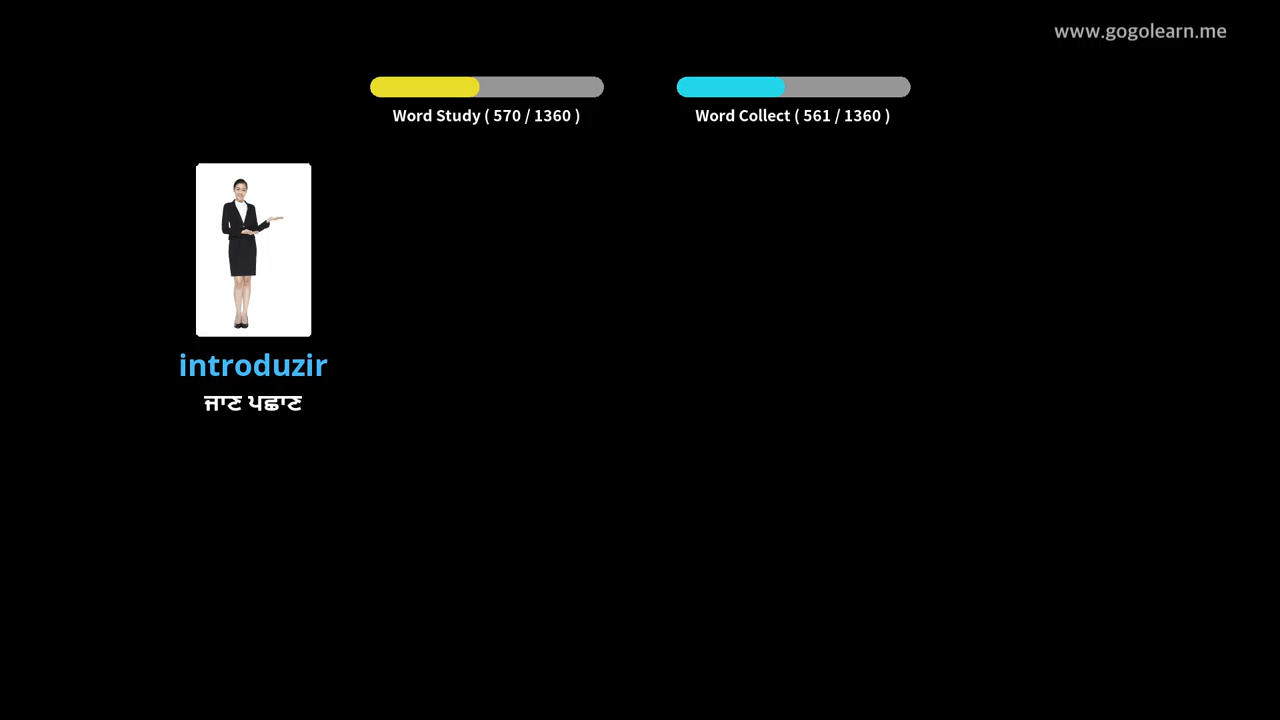 www.gogolearn.me
Word Study ( 570 / 1360 )
Word Collect ( 561 / 1360 )
introduzir
ਜਾਣ ਪਛਾਣ